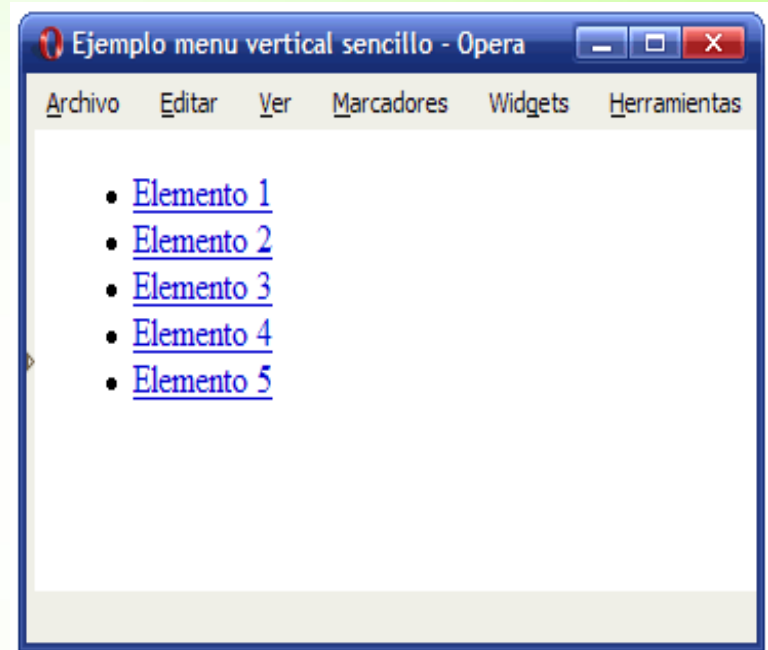 Ejemplo menu vertical sencillo - Opera
Archivo Editar Ver Marcadores Widgets Herramientas
Elemento 1
Elemento 2
Elemento 3
Elemento 4
Elemento 5